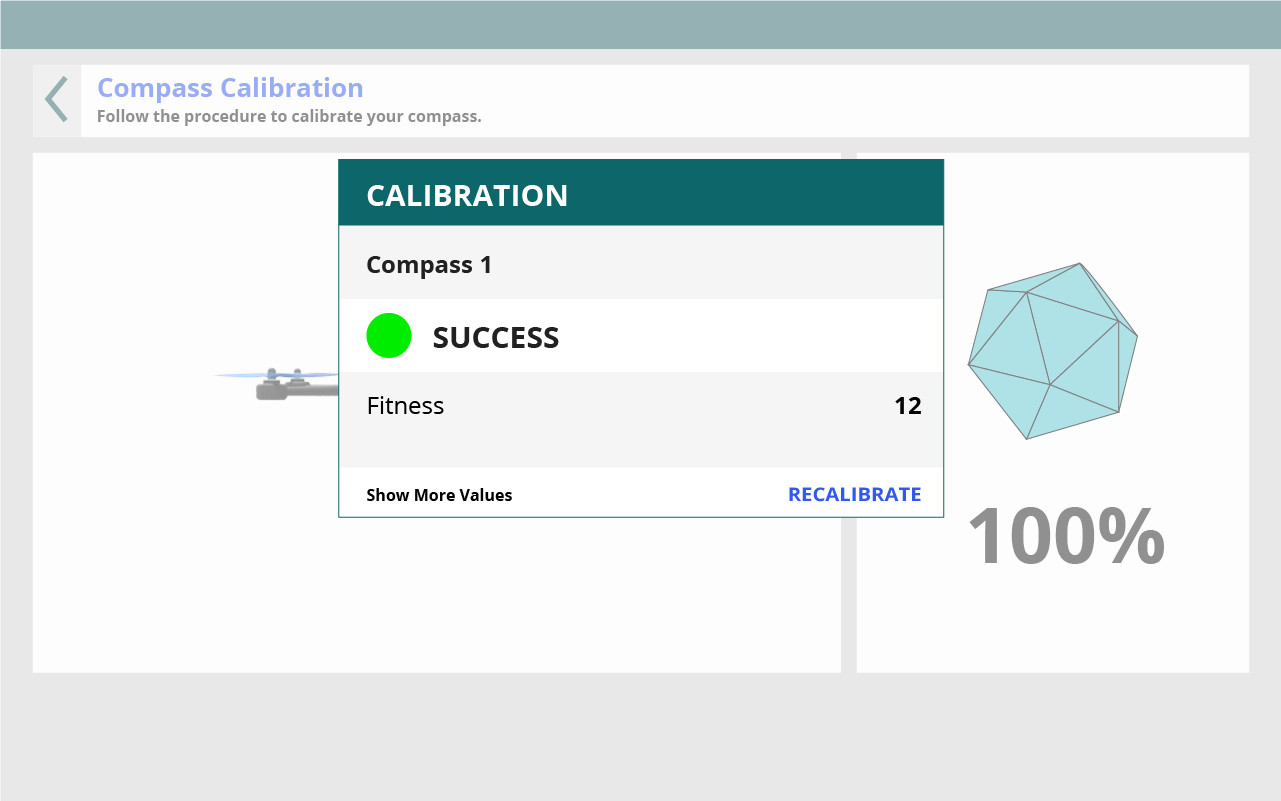 Compass Calibration
Follow the procedure to calibrate your compass.
CALIBRATION
Compass 1
SUCCESS
Fitness 12
Show More Values RECALIBRATE
100%